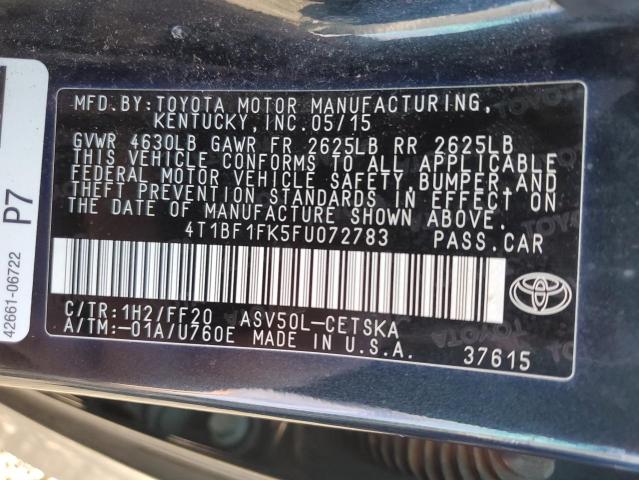 MFD.BY:TOYOTA MOTOR MANUFACTURING,
KENTUCKY,INC.05/15
GVWR 4630LB GAWR FR 2625LB RR 2625LB
THIS VEHICLE CONFORMS TO ALL APPLICABLE
FEDERAL MOTOR VEHICLE SAFETY,BUMPER,AND
THEFT PREVENTION STANDARDS IN EFFECT ON
THE DATE OF MANUFACTURE SHOWN ABOVE.
4T1BF1FK5FU072783 PASS.CAR
C/TR:1H2/FF20 ASV50L-CETSKA
A/TM:-01A/U760E MADE IN U.S.A.
37615
P7
42661-06722
TOYOTA